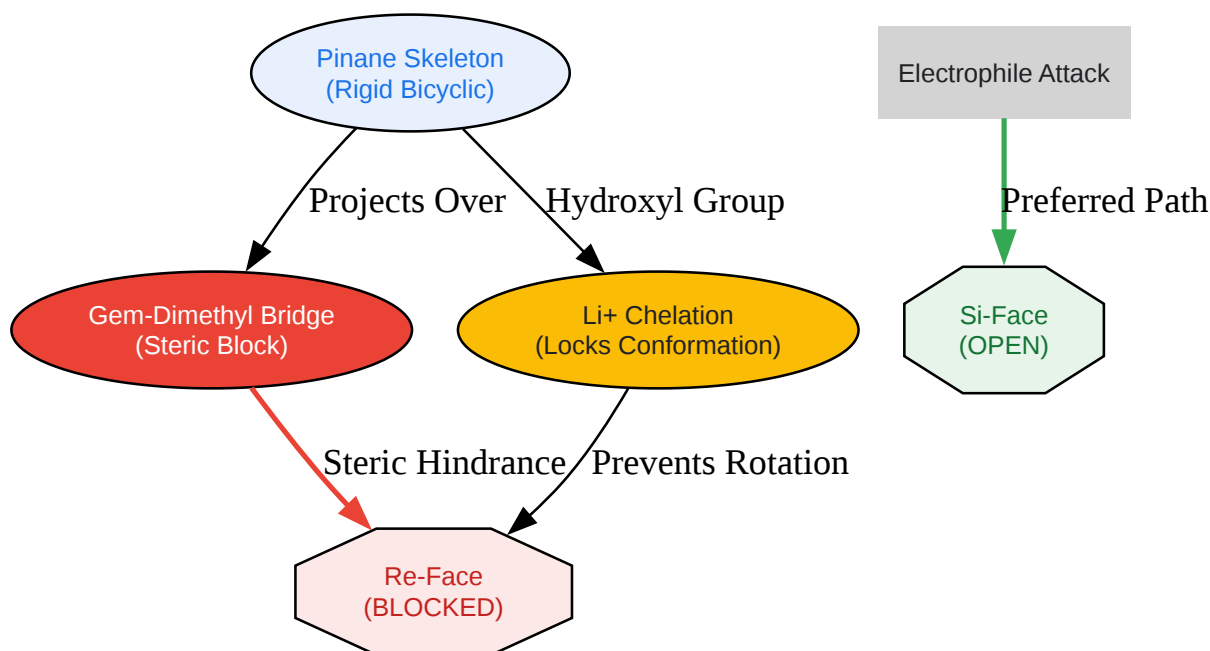 Pinane Skeleton
(Rigid Bicyclic)
Electrophile Attack
Projects Over
Hydroxyl Group
Preferred Path
Gem-Dimethyl Bridge
(Steric Block)
Li+ Chelation
(Locks Conformation)
Si-Face
(OPEN)
Steric Hindrance
Prevents Rotation
Re-Face
(BLOCKED)